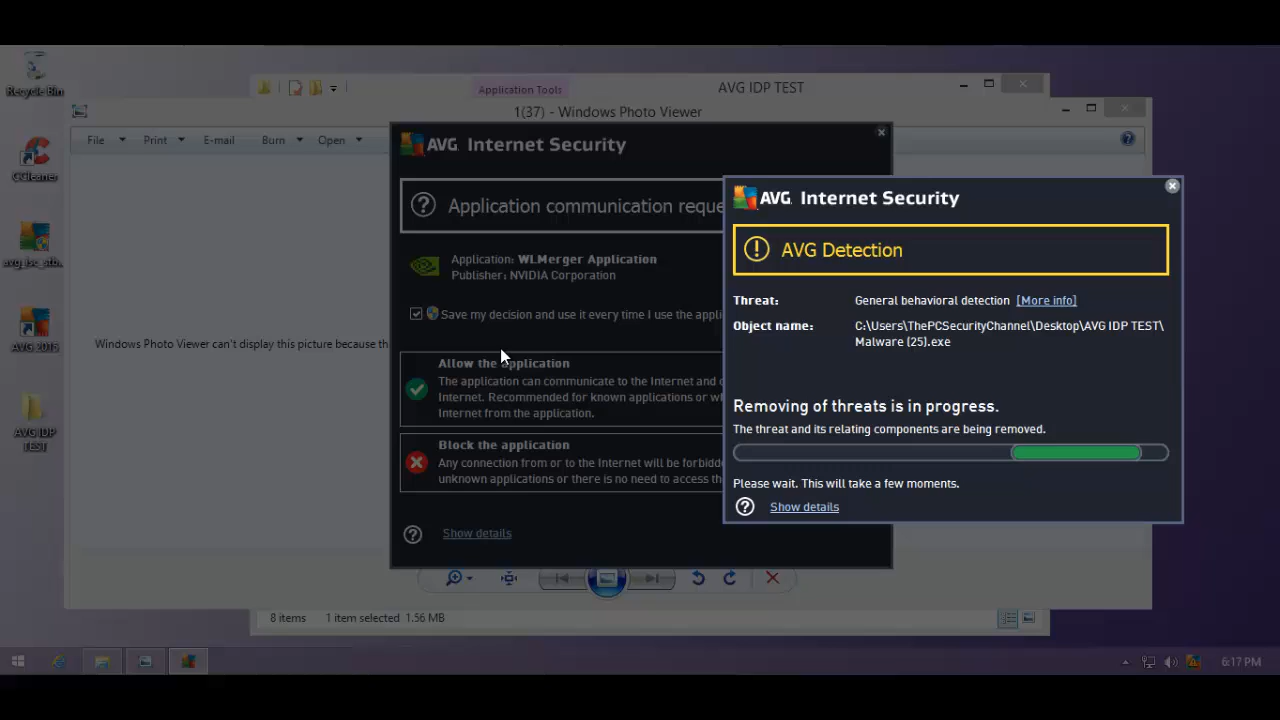 Recycle Bin
CCleaner
avg_isc_stb...
AVG 2015
AVG IDP
TEST
Application Tools
AVG IDP TEST
1(37) - Windows Photo Viewer
File
Print
E-mail
Burn
Open
Windows Photo Viewer can't display this picture because th
AVG. Internet Security
Application communication reque
Application: WLMerger Application
Publisher: NVIDIA Corporation
Save my decision and use it every time I use the appli
Allow the application
The application can communicate to the Internet and c
Internet. Recommended for known applications or w
Internet from the application.
Block the application
Any connection from or to the Internet will be forbidde
unknown applications or there is no need to access th
Show details
AVG. Internet Security
AVG Detection
Threat: General behavioral detection [More info]
Object name: C:\Users\ThePCSecurityChannel\Desktop\AVG IDP TEST\
Malware (25).exe
Removing of threats is in progress.
The threat and its relating components are being removed.
Please wait. This will take a few moments.
Show details
8 items 1 item selected 1.56 MB
6:17 PM